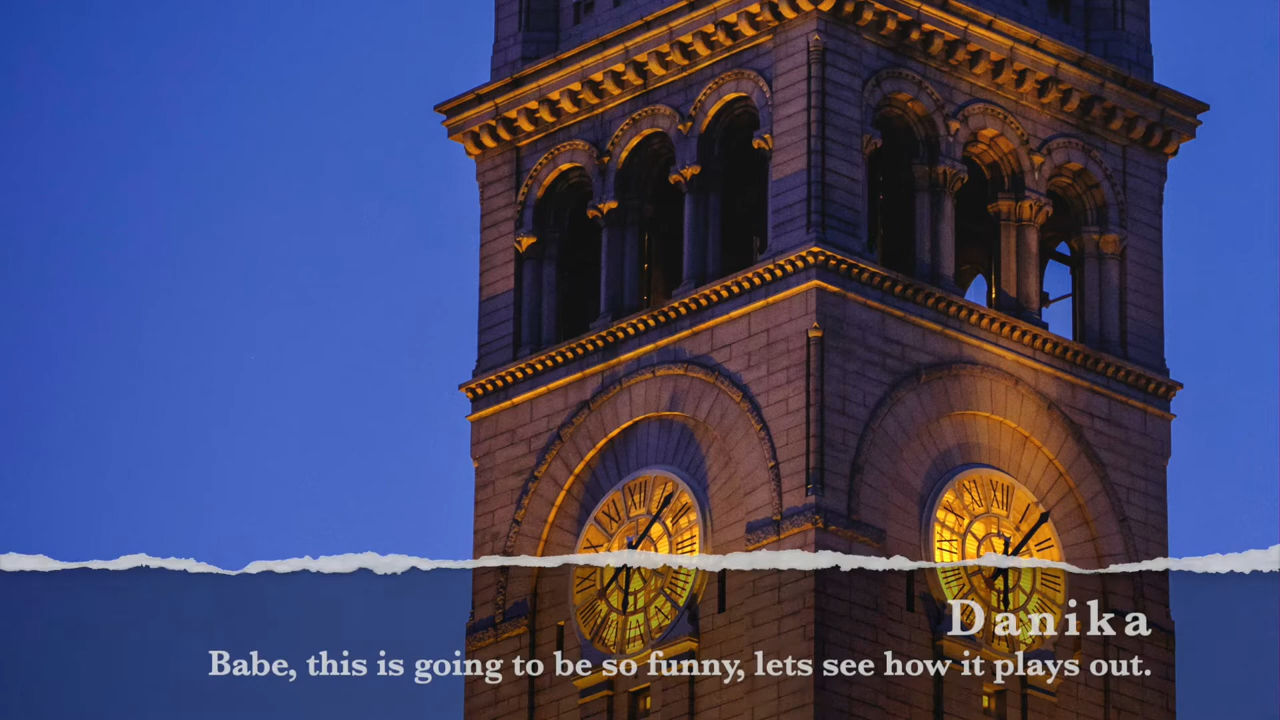 Danika
Babe, this is going to be so funny, lets see how it plays out.